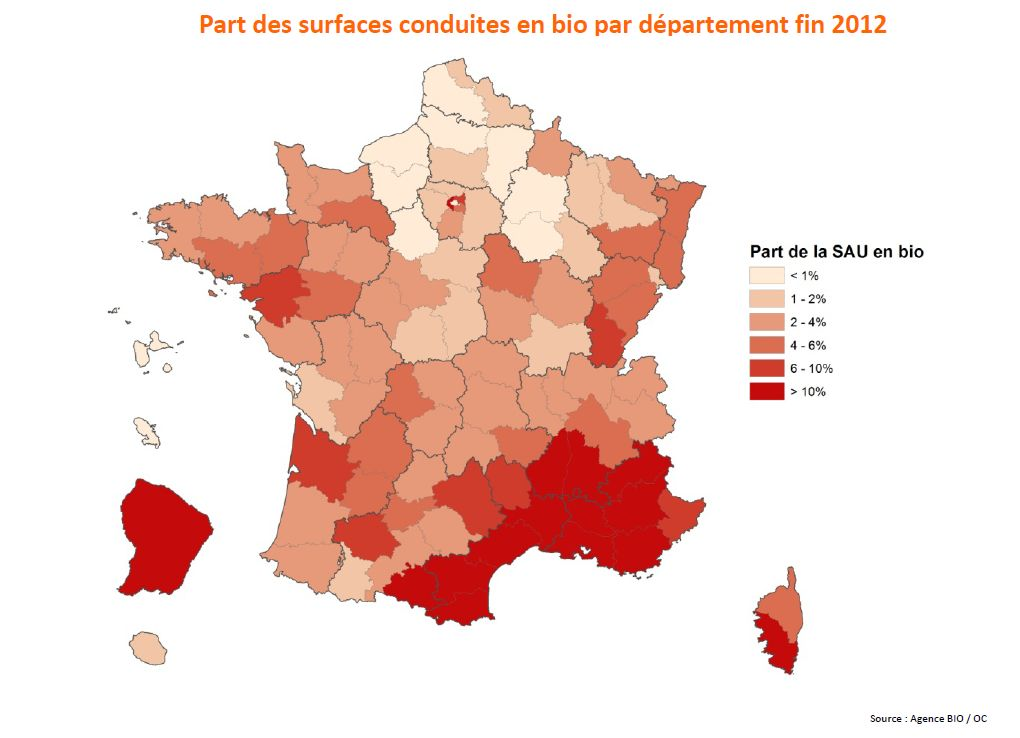 Part des surfaces conduites en bio par département fin 2012
Part de la SAU en bio
< 1%
1 - 2%
2 - 4%
4 - 6%
6 - 10%
> 10%
Source : Agence BIO / OC